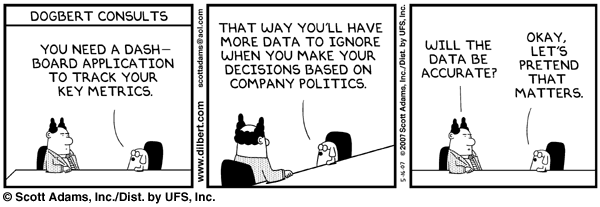 DOGBERT CONSULTS
YOU NEED A DASH-
BOARD APPLICATION
TO TRACK YOUR
KEY METRICS.
www.dilbert.com scottadams@aol.com
THAT WAY YOU'LL HAVE
MORE DATA TO IGNORE
WHEN YOU MAKE YOUR
DECISIONS BASED ON
COMPANY POLITICS.
5-16-07 © 2007 Scott Adams, Inc./Dist. by UFS, Inc.
WILL THE
DATA BE
ACCURATE?
OKAY,
LET'S
PRETEND
THAT
MATTERS.
© Scott Adams, Inc./Dist. by UFS, Inc.